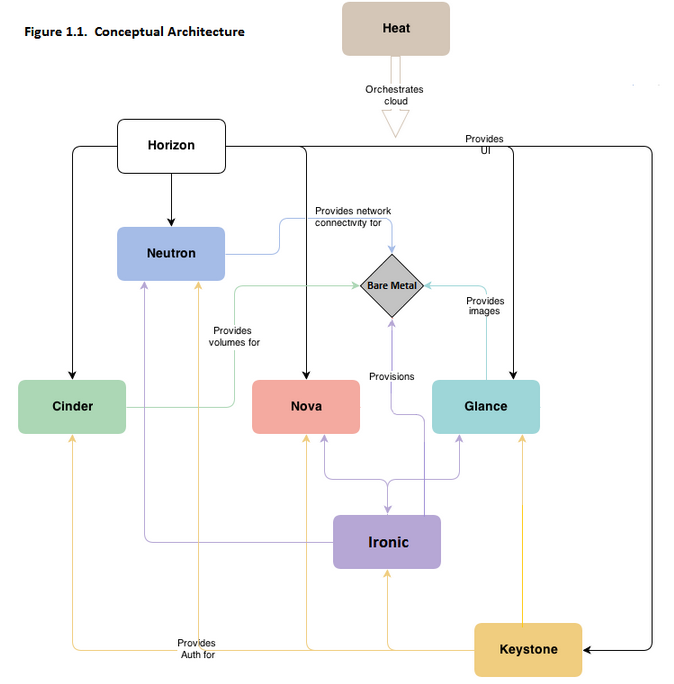 Figure 1.1.  Conceptual Architecture
Heat
Orchestrates
cloud
Horizon
Provides
UI
Provides network
connectivity for
Neutron
Bare Metal
Provides
images
Provides
volumes for
Provisions
Cinder
Nova
Glance
Ironic
Provides
Auth for
Keystone